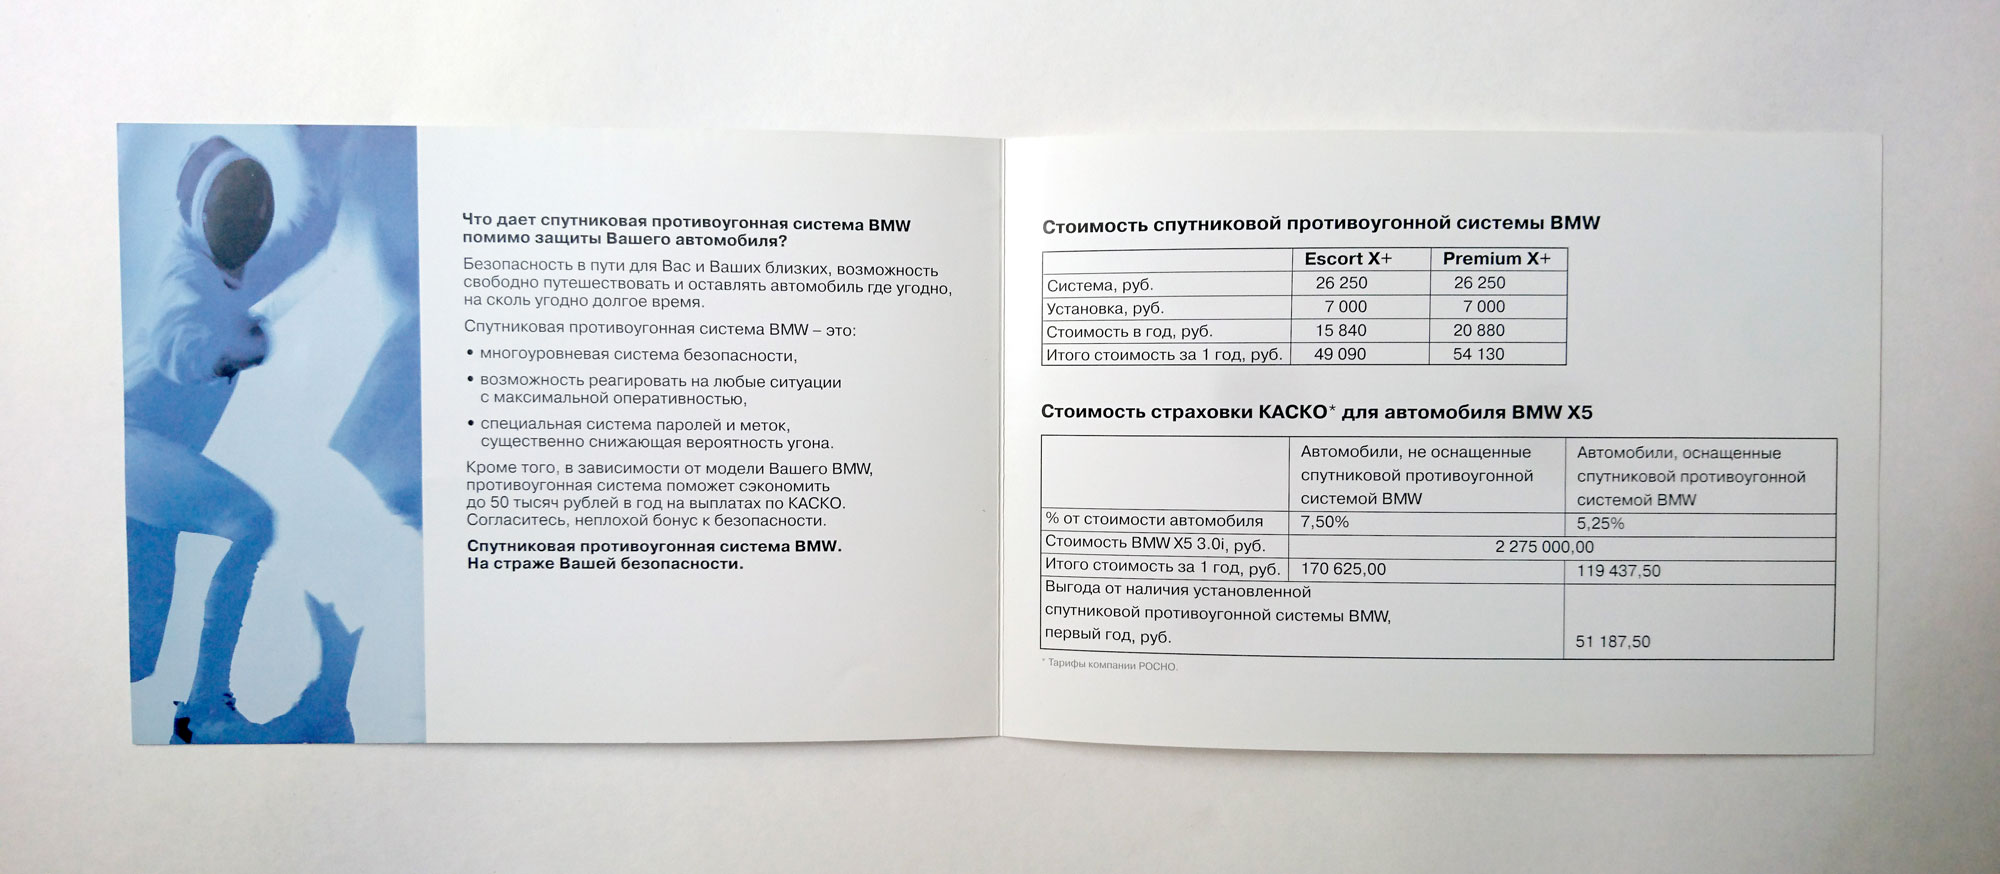 Что дает спутниковая противоугонная система BMW
помимо защиты Вашего автомобиля?
Безопасность в пути для Вас и Ваших близких, возможность
свободно путешествовать и оставлять автомобиль где угодно,
на сколь угодно долгое время.
Спутниковая противоугонная система BMW – это:
• многоуровневая система безопасности,
• возможность реагировать на любые ситуации
с максимальной оперативностью,
• специальная система паролей и меток,
существенно снижающая вероятность угона.
Кроме того, в зависимости от модели Вашего BMW,
противоугонная система поможет сэкономить
до 50 тысяч рублей в год на выплатах по КАСКО.
Согласитесь, неплохой бонус к безопасности.
Спутниковая противоугонная система BMW.
На страже Вашей безопасности.
Стоимость спутниковой противоугонной системы BMW
Escort X+ Premium X+
Система, руб. 26 250 26 250
Установка, руб. 7 000 7 000
Стоимость в год, руб. 15 840 20 880
Итого стоимость за 1 год, руб. 49 090 54 130
Стоимость страховки КАСКО* для автомобиля BMW X5
Автомобили, не оснащенные
спутниковой противоугонной
системой BMW
Автомобили, оснащенные
спутниковой противоугонной
системой BMW
% от стоимости автомобиля 7,50% 5,25%
Стоимость BMW X5 3.0i, руб. 2 275 000,00
Итого стоимость за 1 год, руб. 170 625,00 119 437,50
Выгода от наличия установленной
спутниковой противоугонной системы BMW,
первый год, руб. 51 187,50
* Тарифы компании РОСНО.